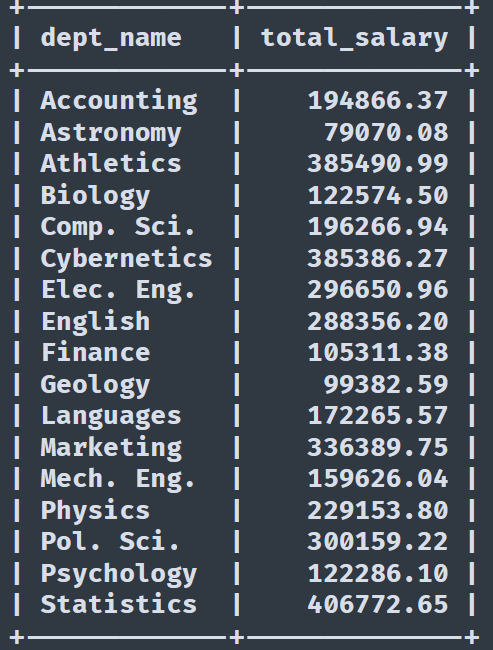 +---------------+----------------+
| dept_name | total_salary |
+---------------+----------------+
| Accounting | 194866.37 |
| Astronomy | 79070.08 |
| Athletics | 385490.99 |
| Biology | 122574.50 |
| Comp. Sci. | 196266.94 |
| Cybernetics | 385386.27 |
| Elec. Eng. | 296650.96 |
| English | 288356.20 |
| Finance | 105311.38 |
| Geology | 99382.59 |
| Languages | 172265.57 |
| Marketing | 336389.75 |
| Mech. Eng. | 159626.04 |
| Physics | 229153.80 |
| Pol. Sci. | 300159.22 |
| Psychology | 122286.10 |
| Statistics | 406772.65 |
+---------------+----------------+